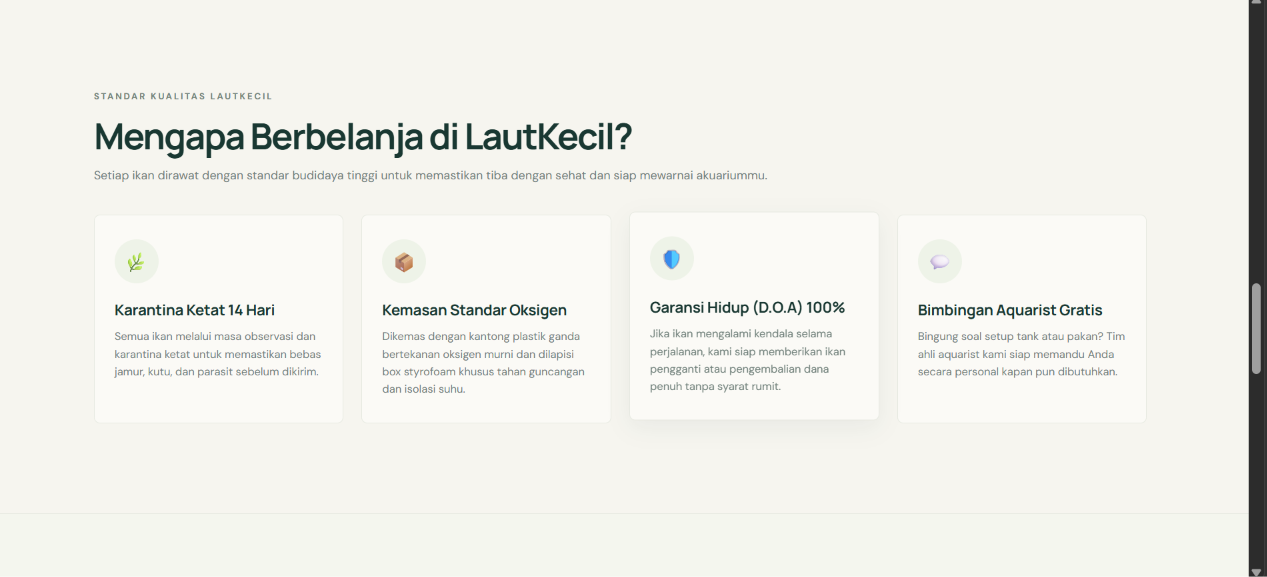 STANDAR KUALITAS LAUTKECIL
Mengapa Berbelanja di LautKecil?
Setiap ikan dirawat dengan standar budidaya tinggi untuk memastikan tiba dengan sehat dan siap mewarnai akuariummu.
Karantina Ketat 14 Hari
Semua ikan melalui masa observasi dan
karantina ketat untuk memastikan bebas
jamur, kutu, dan parasit sebelum dikirim.
Kemasan Standar Oksigen
Dikemas dengan kantong plastik ganda
bertekanan oksigen murni dan dilapisi
box styrofoam khusus tahan guncangan
dan isolasi suhu.
Garansi Hidup (D.O.A) 100%
Jika ikan mengalami kendala selama
perjalanan, kami siap memberikan ikan
pengganti atau pengembalian dana
penuh tanpa syarat rumit.
Bimbingan Aquarist Gratis
Bingung soal setup tank atau pakan? Tim
ahli aquarist kami siap memandu Anda
secara personal kapan pun dibutuhkan.